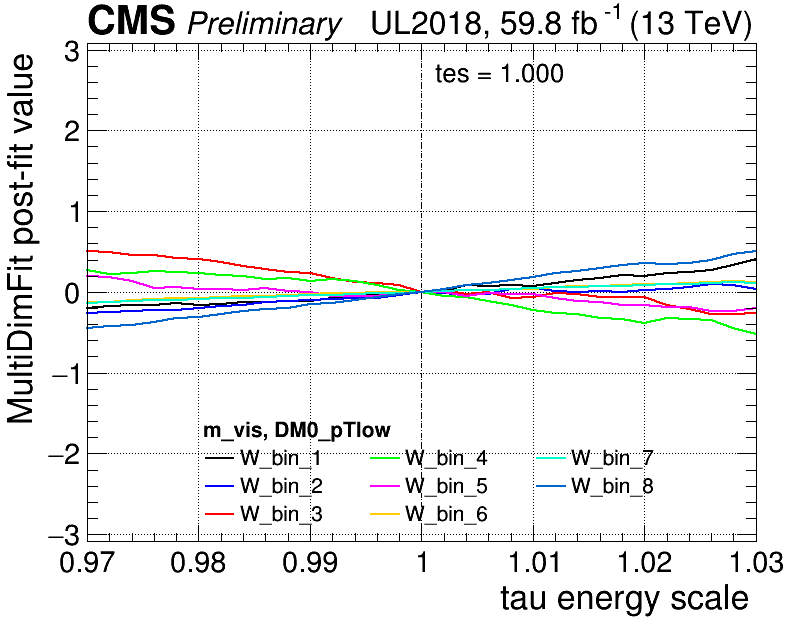 CMS Preliminary UL2018, 59.8 fb⁻¹ (13 TeV)
MultiDimFit post-fit value
3
2
1
0
−1
−2
−3
tes = 1.000
m_vis, DM0_pTlow
W_bin_1 W_bin_4 W_bin_7
W_bin_2 W_bin_5 W_bin_8
W_bin_3 W_bin_6
0.97 0.98 0.99 1 1.01 1.02 1.03
tau energy scale